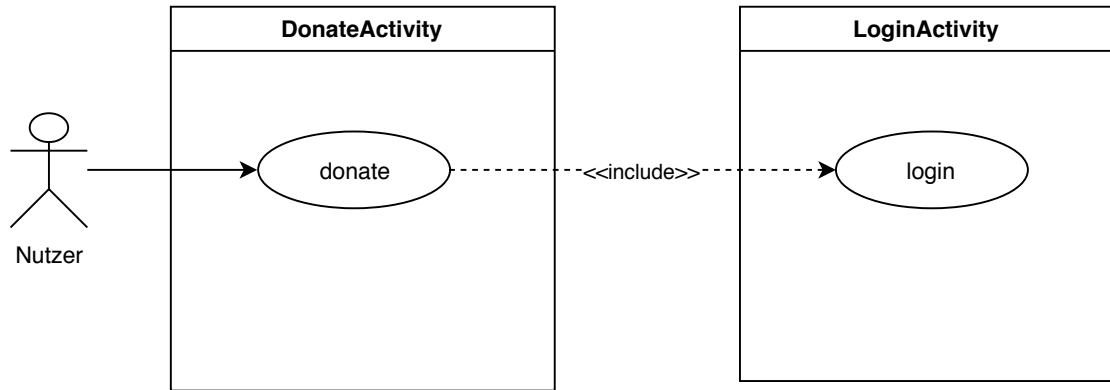 DonateActivity
LoginActivity
donate
<<include>>
login
Nutzer